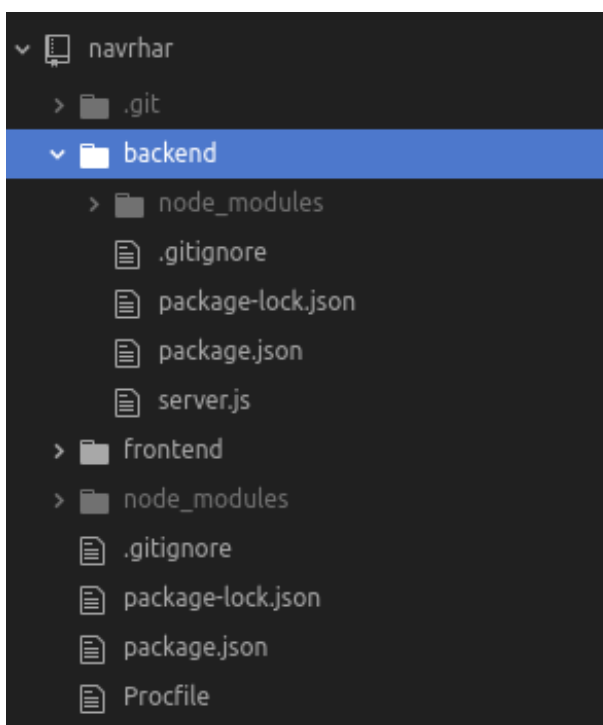 navrhar
.git
backend
node_modules
.gitignore
package-lock.json
package.json
server.js
frontend
node_modules
.gitignore
package-lock.json
package.json
Procfile